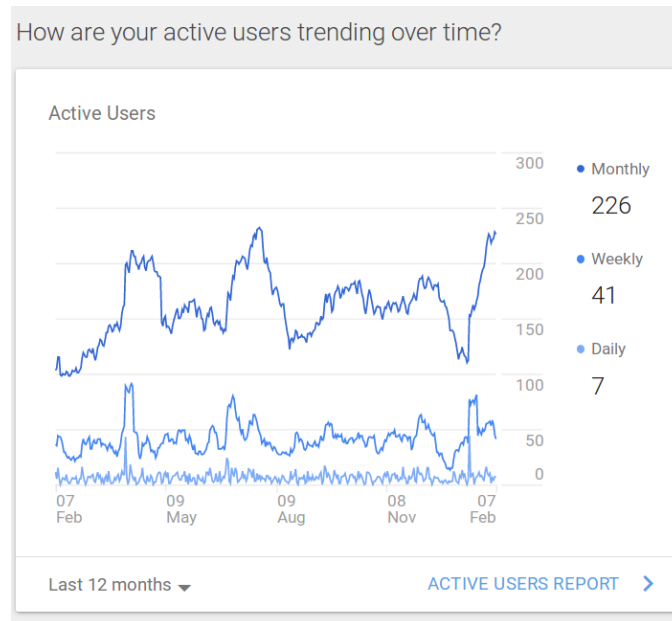 How are your active users trending over time?
Active Users
300
250
200
150
100
50
0
Monthly
226
Weekly
41
Daily
7
07 09 09 08 07
Feb May Aug Nov Feb
Last 12 months
ACTIVE USERS REPORT